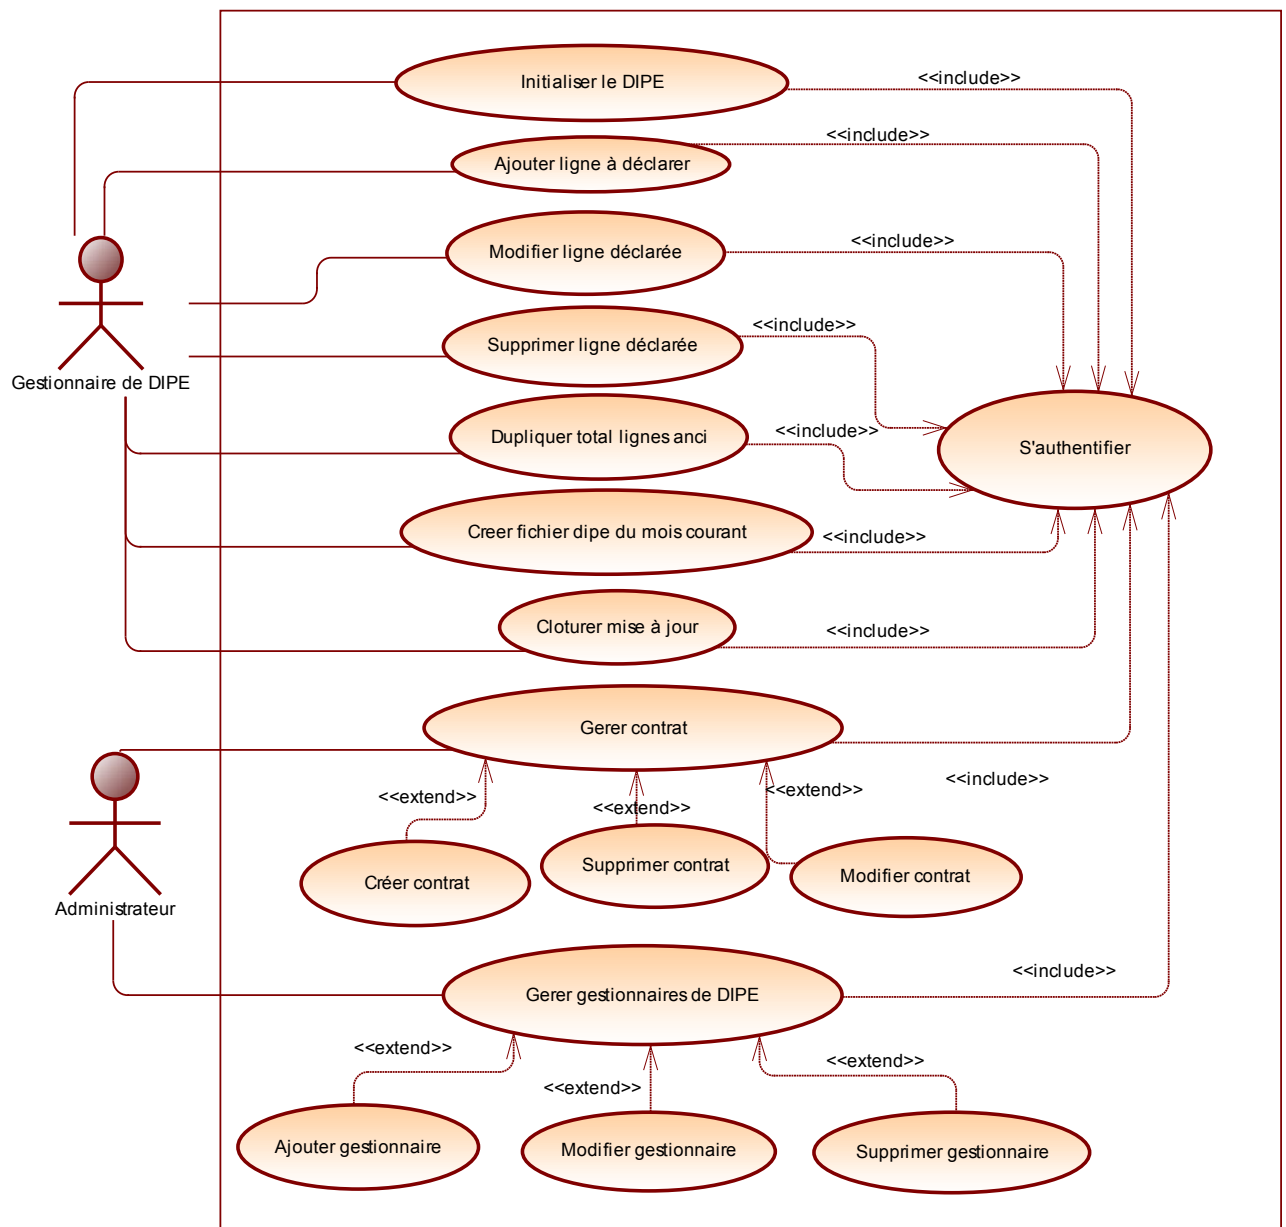 Initialiser le DIPE
<<include>>
Ajouter ligne à déclarer
<<include>>
Modifier ligne déclarée
<<include>>
Supprimer ligne déclarée
<<include>>
Gestionnaire de DIPE
Dupliquer total lignes anci
<<include>>
S'authentifier
Creer fichier dipe du mois courant
<<include>>
Cloturer mise à jour
<<include>>
Gerer contrat
<<include>>
<<extend>>
<<extend>>
<<extend>>
Créer contrat
Supprimer contrat
Modifier contrat
Administrateur
Gerer gestionnaires de DIPE
<<include>>
<<extend>>
<<extend>>
<<extend>>
Ajouter gestionnaire
Modifier gestionnaire
Supprimer gestionnaire